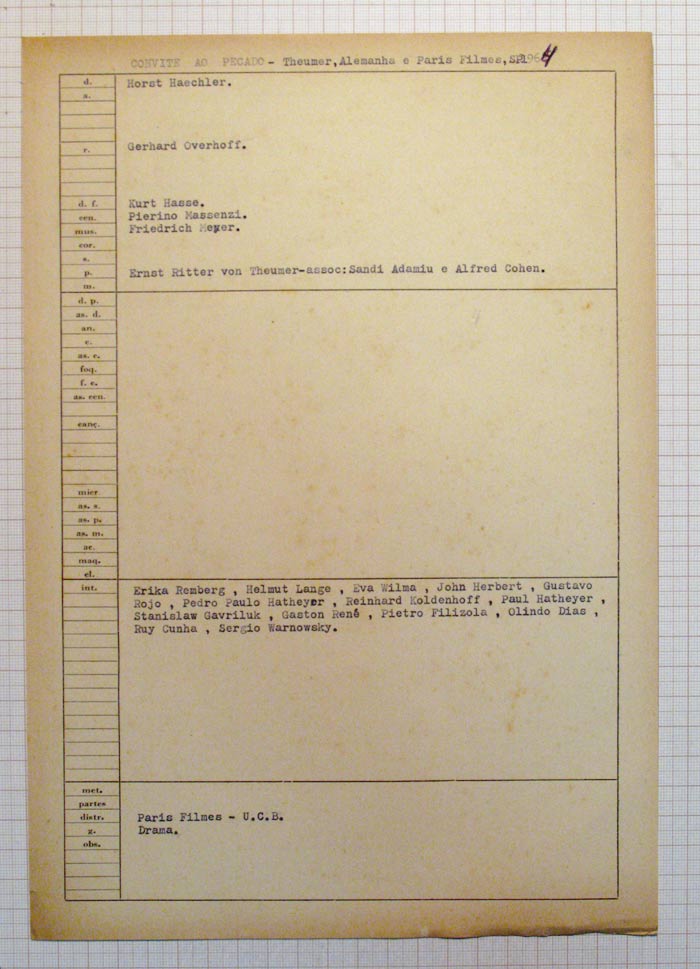 CONVITE AO PECADO - Theumer, Alemanha e Paris Filmes, SP1964
d. Horst Haechler.
a.
r. Gerhard Overhoff.
d. f. Kurt Hasse.
cen. Pierino Massenzi.
mus. Friedrich Meyer.
cor.
s.
p. Ernst Ritter von Theumer-assoc:Sandi Adamiu e Alfred Cohen.
m.
d. p.
as. d.
an.
c.
as. c.
foq.
f. c.
as. cen.
canç.
micr
as. s.
as. p.
as. m.
ac.
maq.
el.
int. Erika Remberg , Helmut Lange , Eva Wilma , John Herbert , Gustavo
Rojo , Pedro Paulo Hatheyer , Reinhard Koldenhoff , Paul Hatheyer ,
Stanislaw Gavriluk , Gaston René , Pietro Filizola , Olindo Dias ,
Ruy Cunha , Sergio Warnowsky.
met.
partes
distr. Paris Filmes - U.C.B.
g. Drama.
obs.